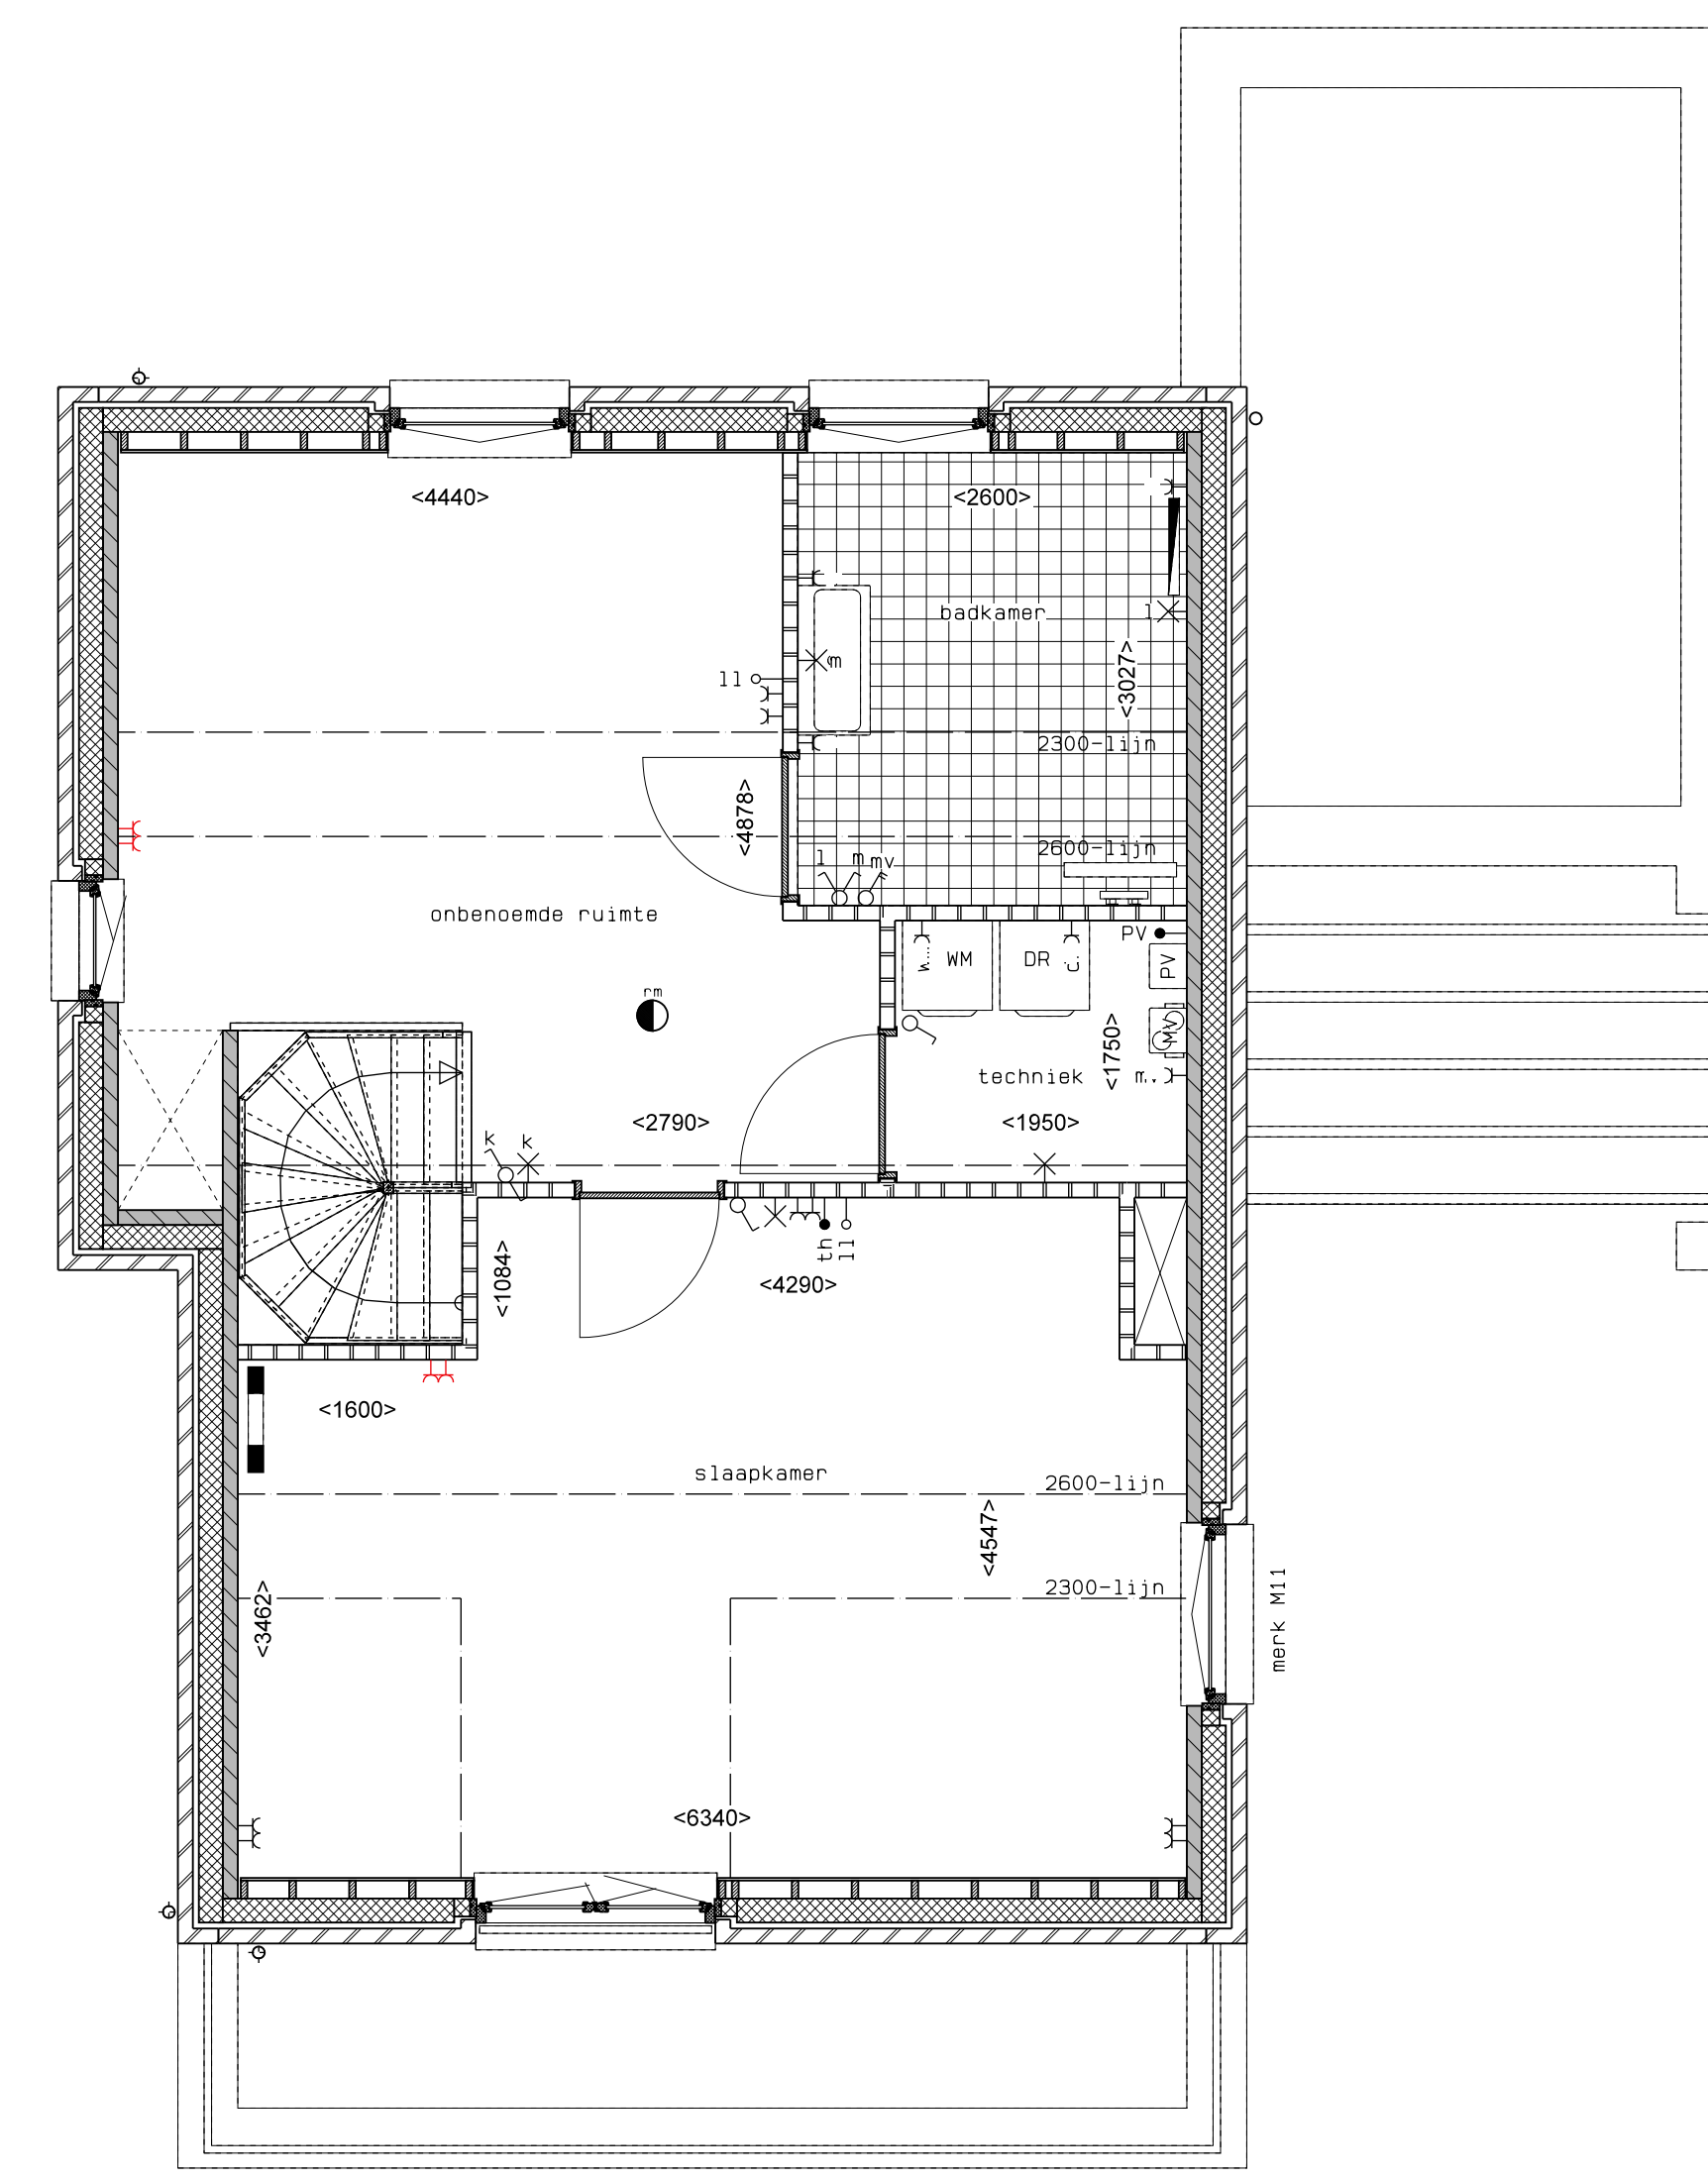 <4440>
<2600>
badkamer
l
m
<3027>
ll
2300-lijn
<4878>
2600-lijn
l
m
mv
onbenoemde ruimte
PV
w...
WM
DR
PV
rm
MV
<1750>
techniek
m.
<2790>
<1950>
k
k
th
ll
<1084>
<4290>
<1600>
slaapkamer
2600-lijn
<4547>
2300-lijn
<3462>
merk M11
<6340>